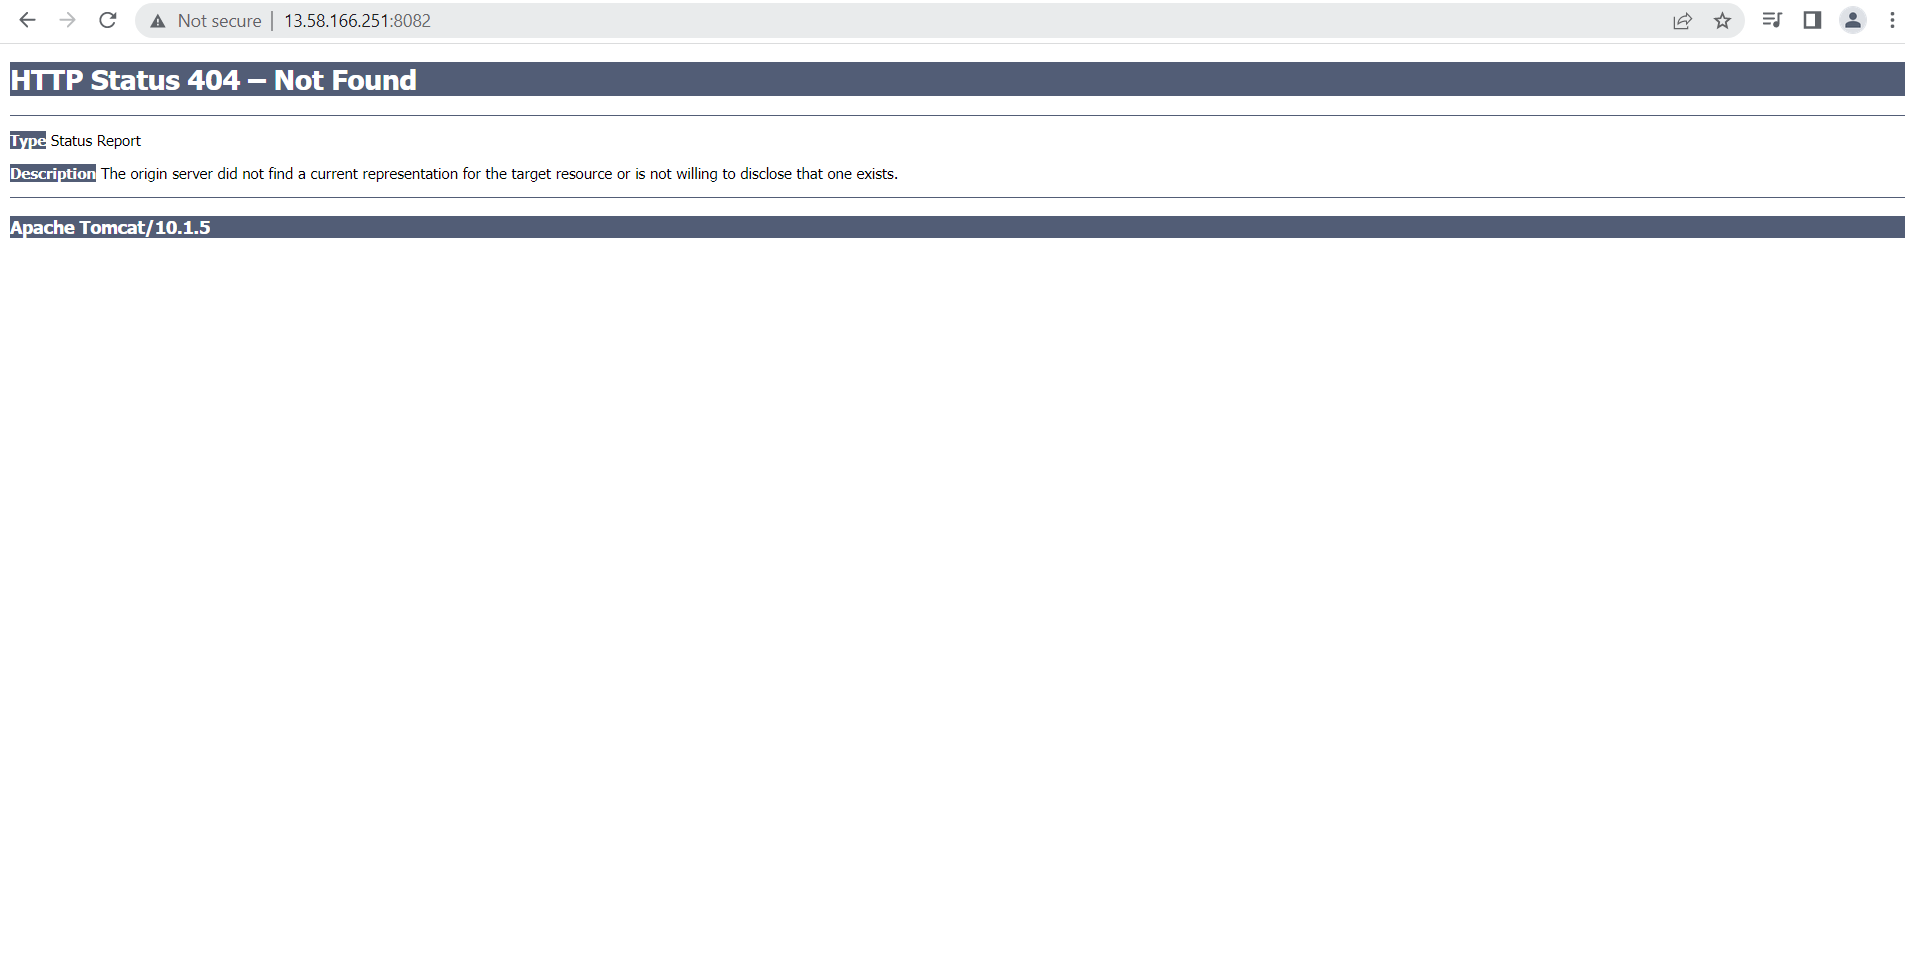 Not secure | 13.58.166.251:8082
HTTP Status 404 – Not Found
Type Status Report
Description The origin server did not find a current representation for the target resource or is not willing to disclose that one exists.
Apache Tomcat/10.1.5